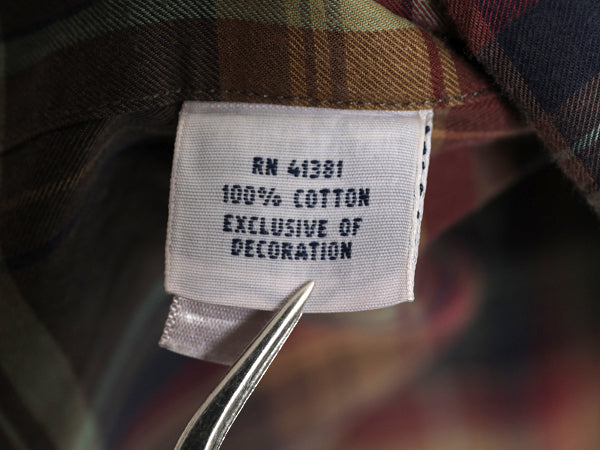 RN 41381
100% COTTON
EXCLUSIVE OF
DECORATION